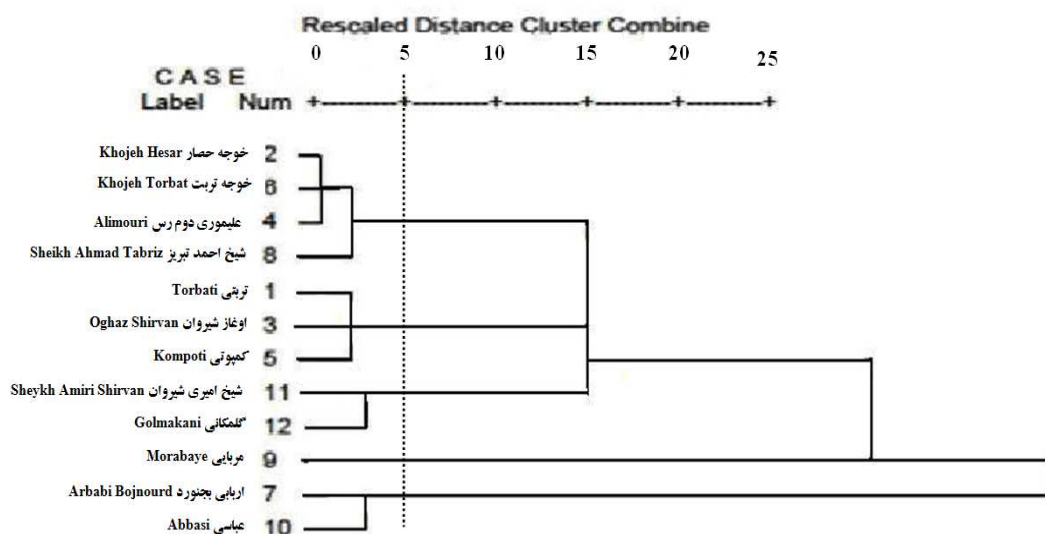 Rescaled Distance Cluster Combine
0 5 10 15 20 25
C A S E
Label Num +---------+---------+---------+---------+---------+
Khojeh Hesar خوجه حصار 2
Khojeh Torbat خوجه تربت 6
Alimouri علیموری دوم رس 4
Sheikh Ahmad Tabriz شیخ احمد تبریز 8
Torbati تربتی 1
Oghaz Shirvan اوغاز شیروان 3
Kompoti کمپوتی 5
Sheykh Amiri Shirvan شیخ امیری شیروان 11
Golmakani گلمکانی 12
Morabaye مربایی 9
Arbabi Bojnourd اربابی بجنورد 7
Abbasi عباسی 10